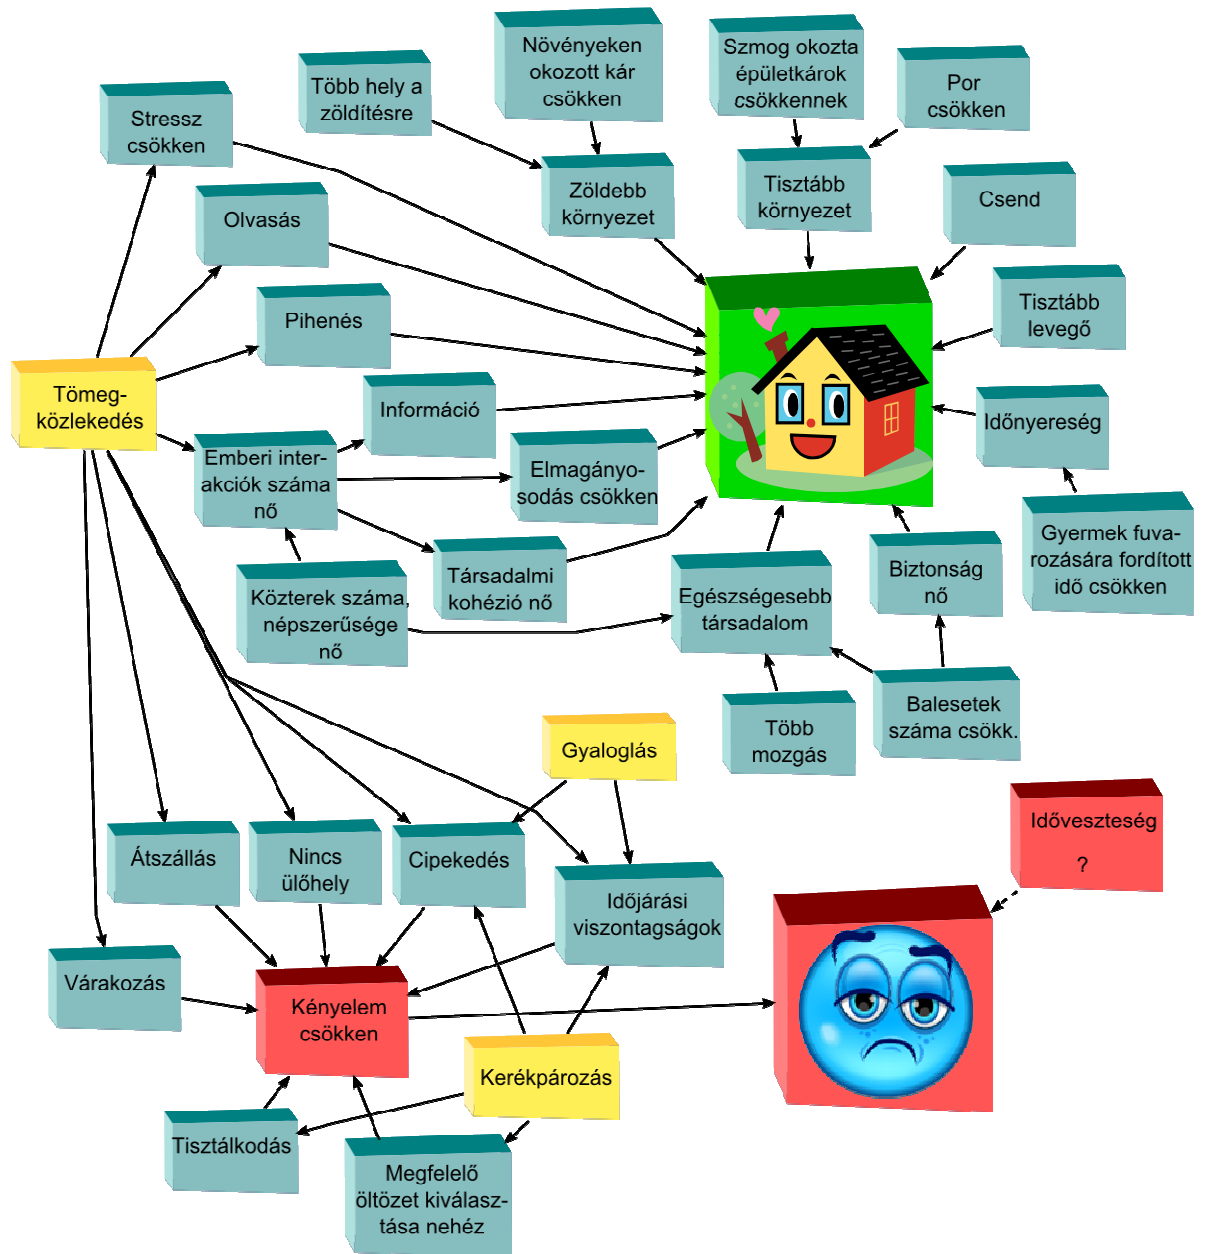 Növényeken
okozott kár
csökken
Szmog okozta
épületkárok
csökkennek
Több hely a
zöldítésre
Por
csökken
Stressz
csökken
Zöldebb
környezet
Tisztább
környezet
Csend
Olvasás
Pihenés
Tisztább
levegő
Tömeg-
közlekedés
Információ
Időnyereség
Emberi inter-
akciók száma
nő
Elmagányo-
sodás csökken
Gyermek fuva-
rozására fordított
idő csökken
Társadalmi
kohézió nő
Biztonság
nő
Közterek száma,
népszerűsége
nő
Egészségesebb
társadalom
Több
mozgás
Balesetek
száma csökk.
Gyaloglás
Időveszteség
?
Átszállás
Nincs
ülőhely
Cipekedés
Időjárási
viszontagságok
Várakozás
Kényelem
csökken
Kerékpározás
Tisztálkodás
Megfelelő
öltözet kiválasz-
tása nehéz